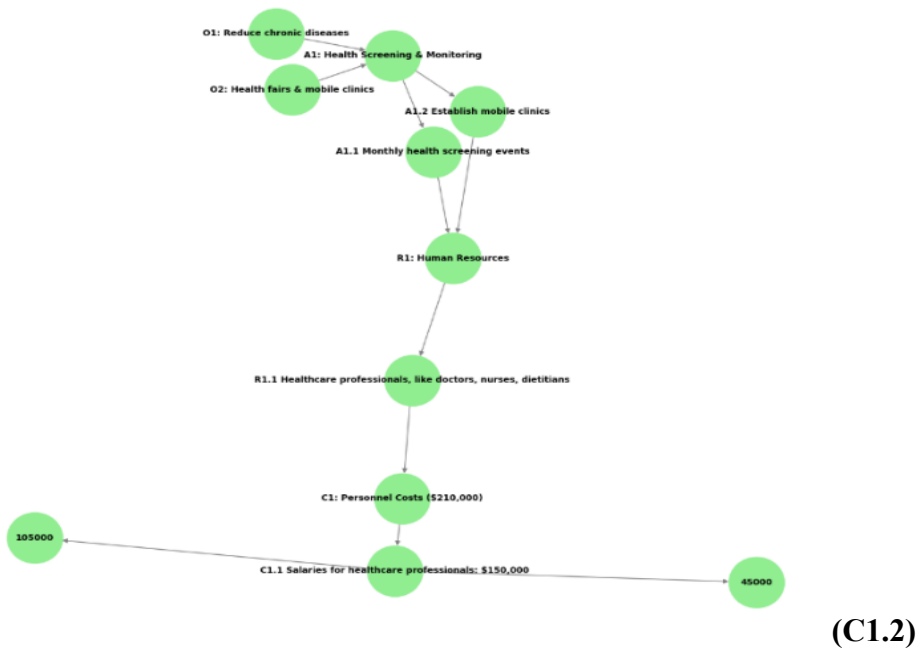 O1: Reduce chronic diseases
A1: Health Screening & Monitoring
O2: Health fairs & mobile clinics
A1.2 Establish mobile clinics
A1.1 Monthly health screening events
R1: Human Resources
R1.1 Healthcare professionals, like doctors, nurses, dietitians
C1: Personnel Costs ($210,000)
105000
C1.1 Salaries for healthcare professionals: $150,000
45000
(C1.2)